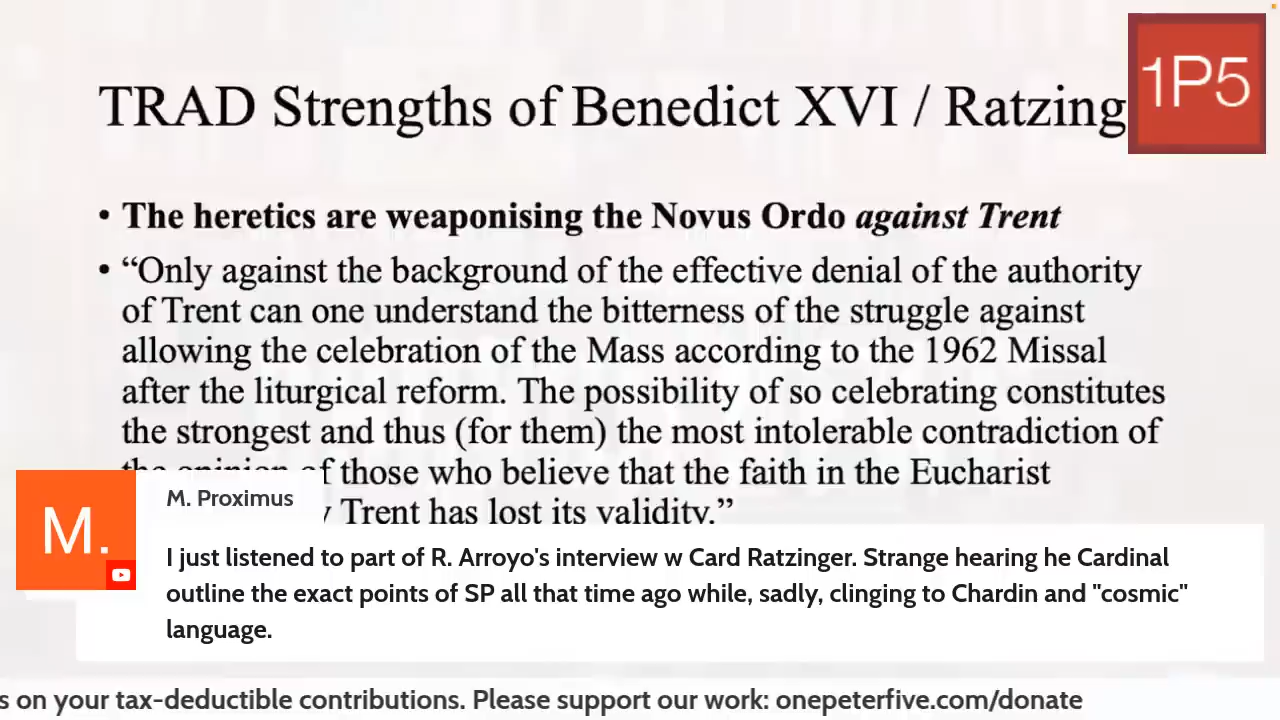 1P5
TRAD Strengths of Benedict XVI / Ratzing
• The heretics are weaponising the Novus Ordo against Trent
• “Only against the background of the effective denial of the authority
of Trent can one understand the bitterness of the struggle against
allowing the celebration of the Mass according to the 1962 Missal
after the liturgical reform. The possibility of so celebrating constitutes
the strongest and thus (for them) the most intolerable contradiction of
the opinion of those who believe that the faith in the Eucharist
Trent has lost its validity.”
M.
M. Proximus
I just listened to part of R. Arroyo's interview w Card Ratzinger. Strange hearing he Cardinal
outline the exact points of SP all that time ago while, sadly, clinging to Chardin and "cosmic"
language.
s on your tax-deductible contributions. Please support our work: onepeterfive.com/donate